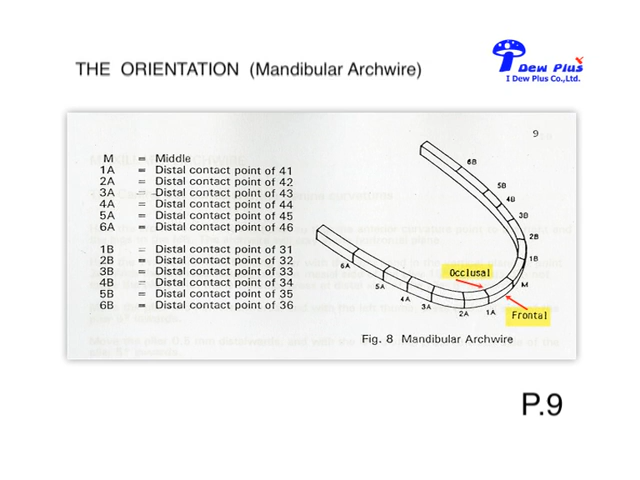 THE ORIENTATION (Mandibular Archwire)
I Dew Plus
I Dew Plus Co.,Ltd.
9
M = Middle
1A = Distal contact point of 41
2A = Distal contact point of 42
3A = Distal contact point of 43
4A = Distal contact point of 44
5A = Distal contact point of 45
6A = Distal contact point of 46
1B = Distal contact point of 31
2B = Distal contact point of 32
3B = Distal contact point of 33
4B = Distal contact point of 34
5B = Distal contact point of 35
6B = Distal contact point of 36
6B
5B
4B
3B
2B
1B
M
6A
5A
4A
3A
2A
1A
Occlusal
Frontal
Fig. 8 Mandibular Archwire
P.9